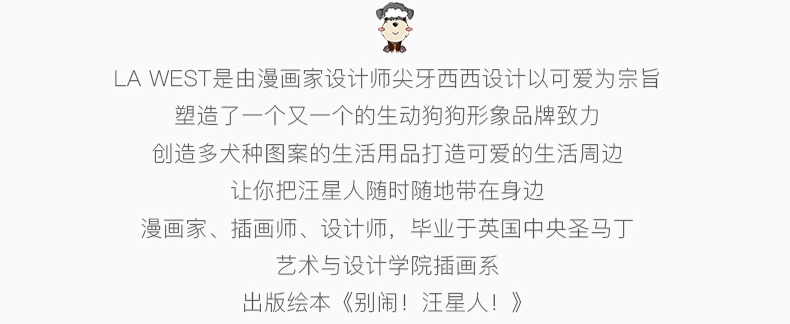 LA WEST是由漫画家设计师尖牙西西设计以可爱为宗旨
塑造了一个又一个的生动狗狗形象品牌致力
创造多犬种图案的生活用品打造可爱的生活周边
让你把汪星人随时随地带在身边
漫画家、插画师、设计师，毕业于英国中央圣马丁
艺术与设计学院插画系
出版绘本《别闹！汪星人！》